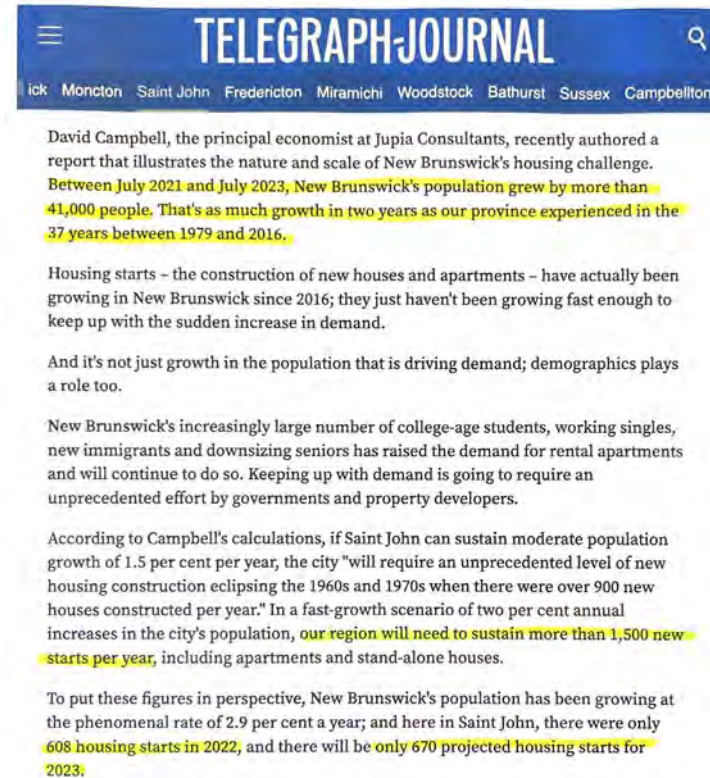 TELEGRAPH-JOURNAL
ick Moncton Saint John Fredericton Miramichi Woodstock Bathurst Sussex Campbellton
David Campbell, the principal economist at Jupia Consultants, recently authored a
report that illustrates the nature and scale of New Brunswick's housing challenge.
Between July 2021 and July 2023, New Brunswick's population grew by more than
41,000 people. That's as much growth in two years as our province experienced in the
37 years between 1979 and 2016.
Housing starts – the construction of new houses and apartments – have actually been
growing in New Brunswick since 2016; they just haven't been growing fast enough to
keep up with the sudden increase in demand.
And it's not just growth in the population that is driving demand; demographics plays
a role too.
New Brunswick's increasingly large number of college-age students, working singles,
new immigrants and downsizing seniors has raised the demand for rental apartments
and will continue to do so. Keeping up with demand is going to require an
unprecedented effort by governments and property developers.
According to Campbell's calculations, if Saint John can sustain moderate population
growth of 1.5 per cent per year, the city "will require an unprecedented level of new
housing construction eclipsing the 1960s and 1970s when there were over 900 new
houses constructed per year." In a fast-growth scenario of two per cent annual
increases in the city's population, our region will need to sustain more than 1,500 new
starts per year, including apartments and stand-alone houses.
To put these figures in perspective, New Brunswick's population has been growing at
the phenomenal rate of 2.9 per cent a year; and here in Saint John, there were only
608 housing starts in 2022, and there will be only 670 projected housing starts for
2023.